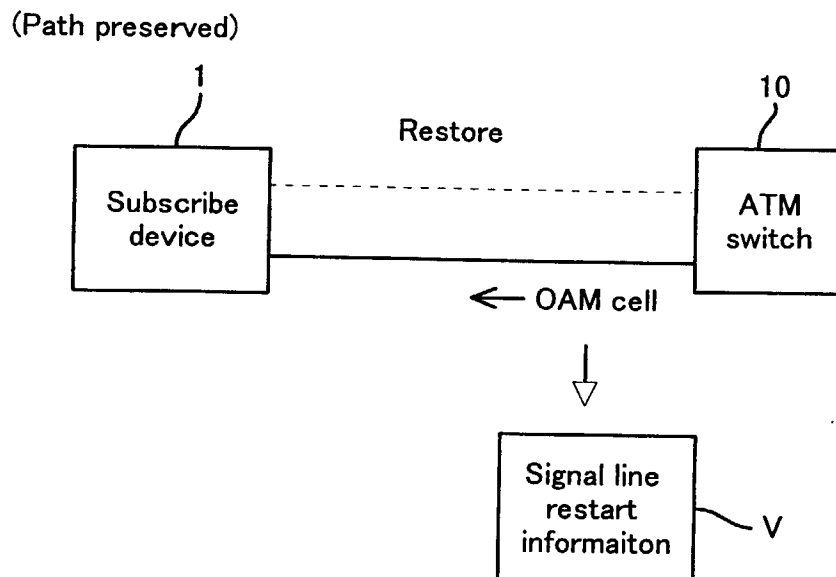 (Path preserved)
1
10
Restore
Subscribe
device
ATM
switch
OAM cell
Signal line
restart
informaiton
V